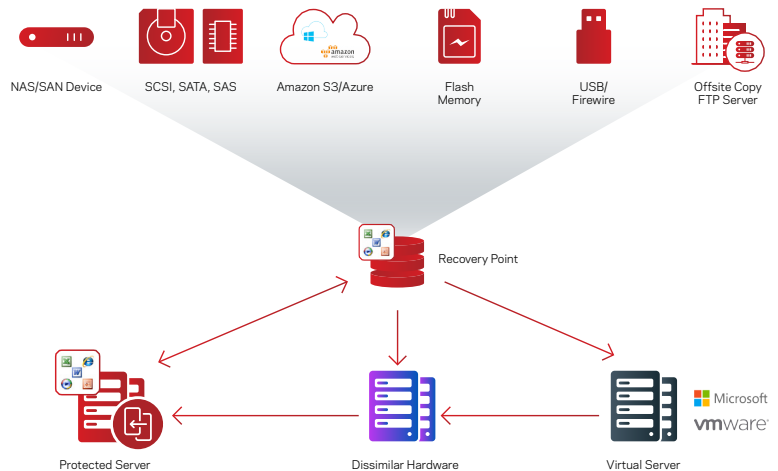 amazon
NAS/SAN Device
SCSI, SATA, SAS
Amazon S3/Azure
Flash
Memory
USB/
Firewire
Offsite Copy
FTP Server
Recovery Point
Microsoft
vmware
Protected Server
Dissimilar Hardware
Virtual Server